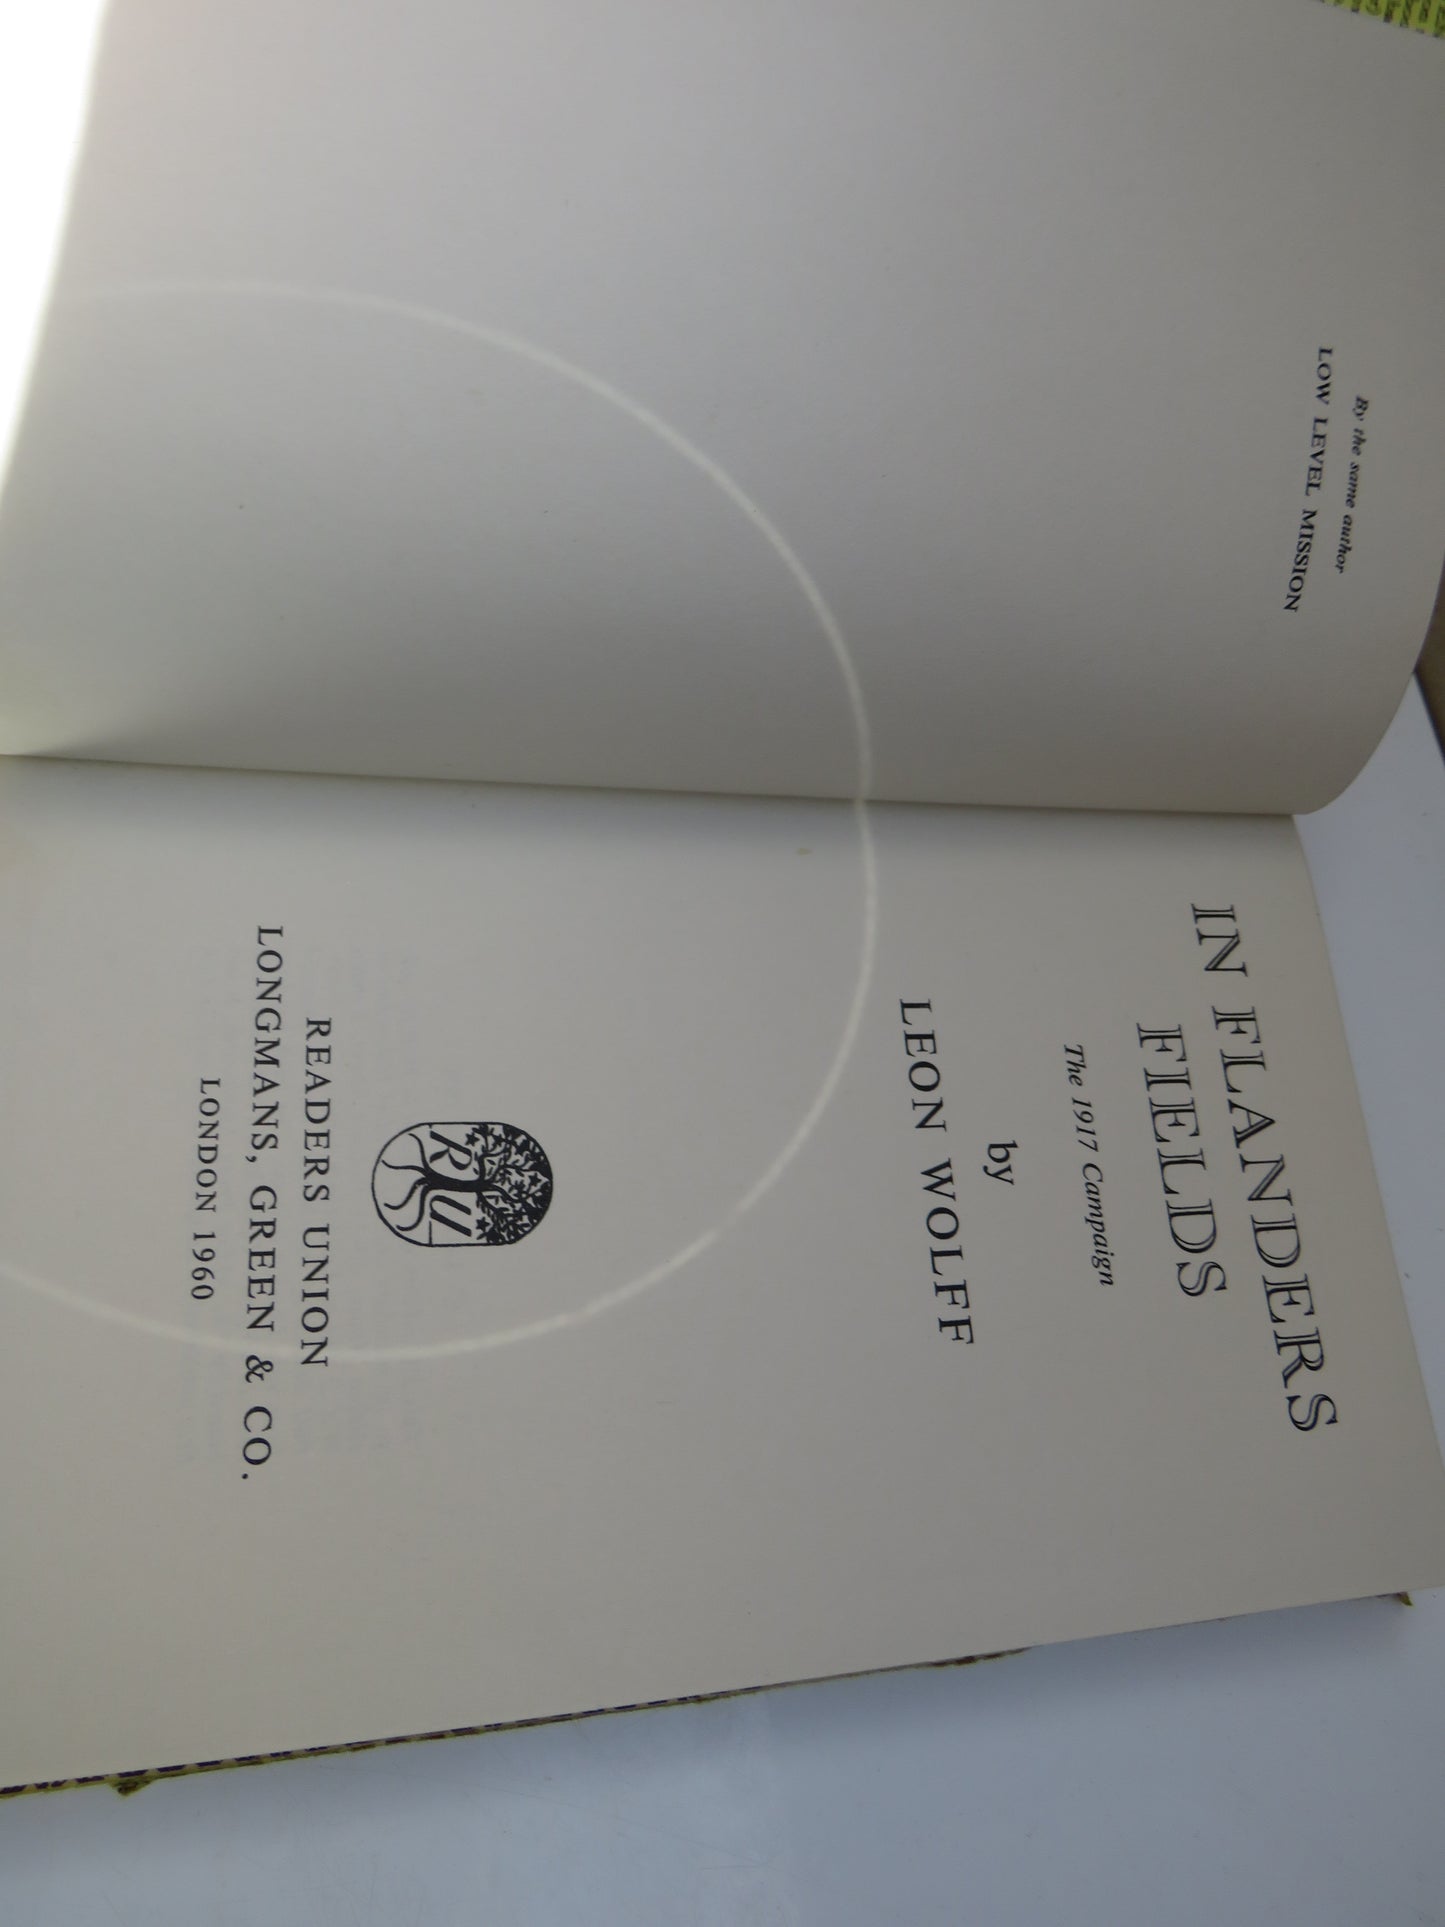 By the same author
LOW LEVEL MISSION
IN FLANDERS
FIELDS
The 1917 Campaign
by
LEON WOLFF
RU
READERS UNION
LONGMANS, GREEN & CO.
LONDON 1960